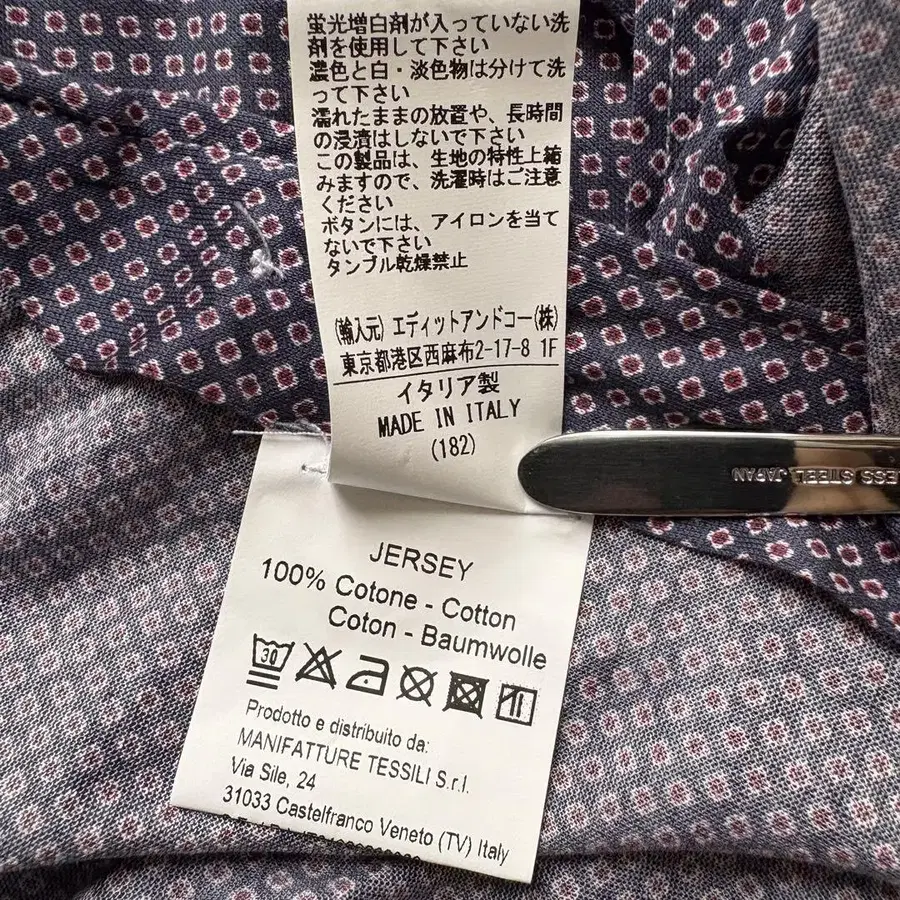 蛍光増白剤が入っていない洗
剤を使用して下さい
濃色と白・淡色物は分けて洗
って下さい
濡れたままの放置や、長時間
の浸漬はしないで下さい
この製品は、生地の特性上縮
みますので、洗濯時はご注意
ください
ボタンには、アイロンを当て
ないで下さい
タンブル乾燥禁止
(輸入元) エディットアンドコー(株)
東京都港区西麻布2-17-8 1F
イタリア製
MADE IN ITALY
(182)
ESS STEEL JAPAN
JERSEY
100% Cotone - Cotton
Coton - Baumwolle
30
Prodotto e distribuito da:
MANIFATTURE TESSILI S.r.l.
Via Sile, 24
31033 Castelfranco Veneto (TV) Italy